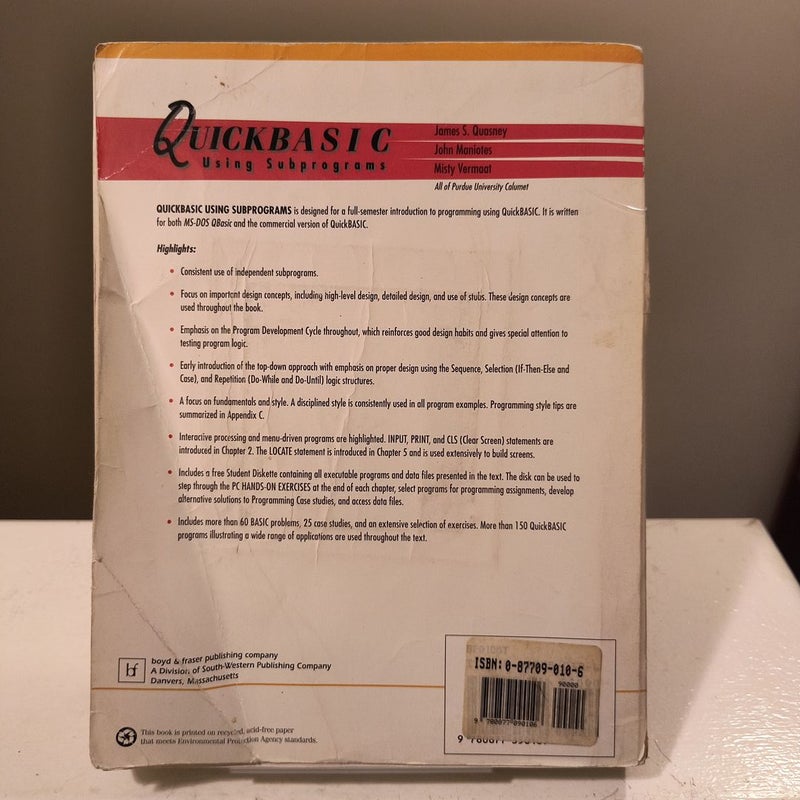 QUICKBASIC
Using Subprograms
James S. Quasney
John Maniotes
Misty Vermaat
All of Purdue University Calumet
QUICKBASIC USING SUBPROGRAMS is designed for a full-semester introduction to programming using QuickBASIC. It is written
for both MS-DOS QBasic and the commercial version of QuickBASIC.
Highlights:
• Consistent use of independent subprograms.
• Focus on important design concepts, including high-level design, detailed design, and use of stubs. These design concepts are
used throughout the book.
• Emphasis on the Program Development Cycle throughout, which reinforces good design habits and gives special attention to
testing program logic.
• Early introduction of the top-down approach with emphasis on proper design using the Sequence, Selection (If-Then-Else and
Case), and Repetition (Do-While and Do-Until) logic structures.
• A focus on fundamentals and style. A disciplined style is consistently used in all program examples. Programming style tips are
summarized in Appendix C.
• Interactive processing and menu-driven programs are highlighted. INPUT, PRINT, and CLS (Clear Screen) statements are
introduced in Chapter 2. The LOCATE statement is introduced in Chapter 5 and is used extensively to build screens.
• Includes a free Student Diskette containing all executable programs and data files presented in the text. The disk can be used to
step through the PC HANDS-ON EXERCISES at the end of each chapter, select programs for programming assignments, develop
alternative solutions to Programming Case studies, and access data files.
• Includes more than 60 BASIC problems, 25 case studies, and an extensive selection of exercises. More than 150 QuickBASIC
programs illustrating a wide range of applications are used throughout the text.
bf
boyd & fraser publishing company
A Division of South-Western Publishing Company
Danvers, Massachusetts
This book is printed on recycled, acid-free paper
that meets Environmental Protection Agency standards.
ISBN: 0-87709-010-6
90000
9 780877 090106